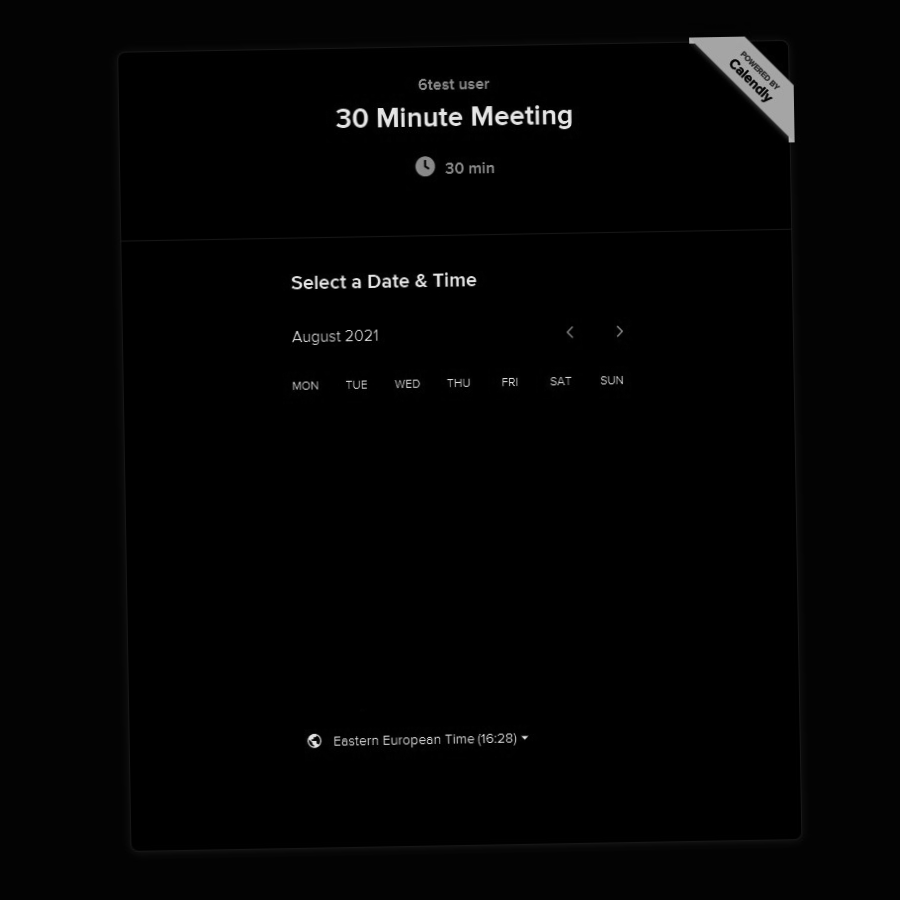 POWERED BY
Calendly
6test user
30 Minute Meeting
30 min
Select a Date & Time
August 2021
MON TUE WED THU FRI SAT SUN
Eastern European Time (16:28)